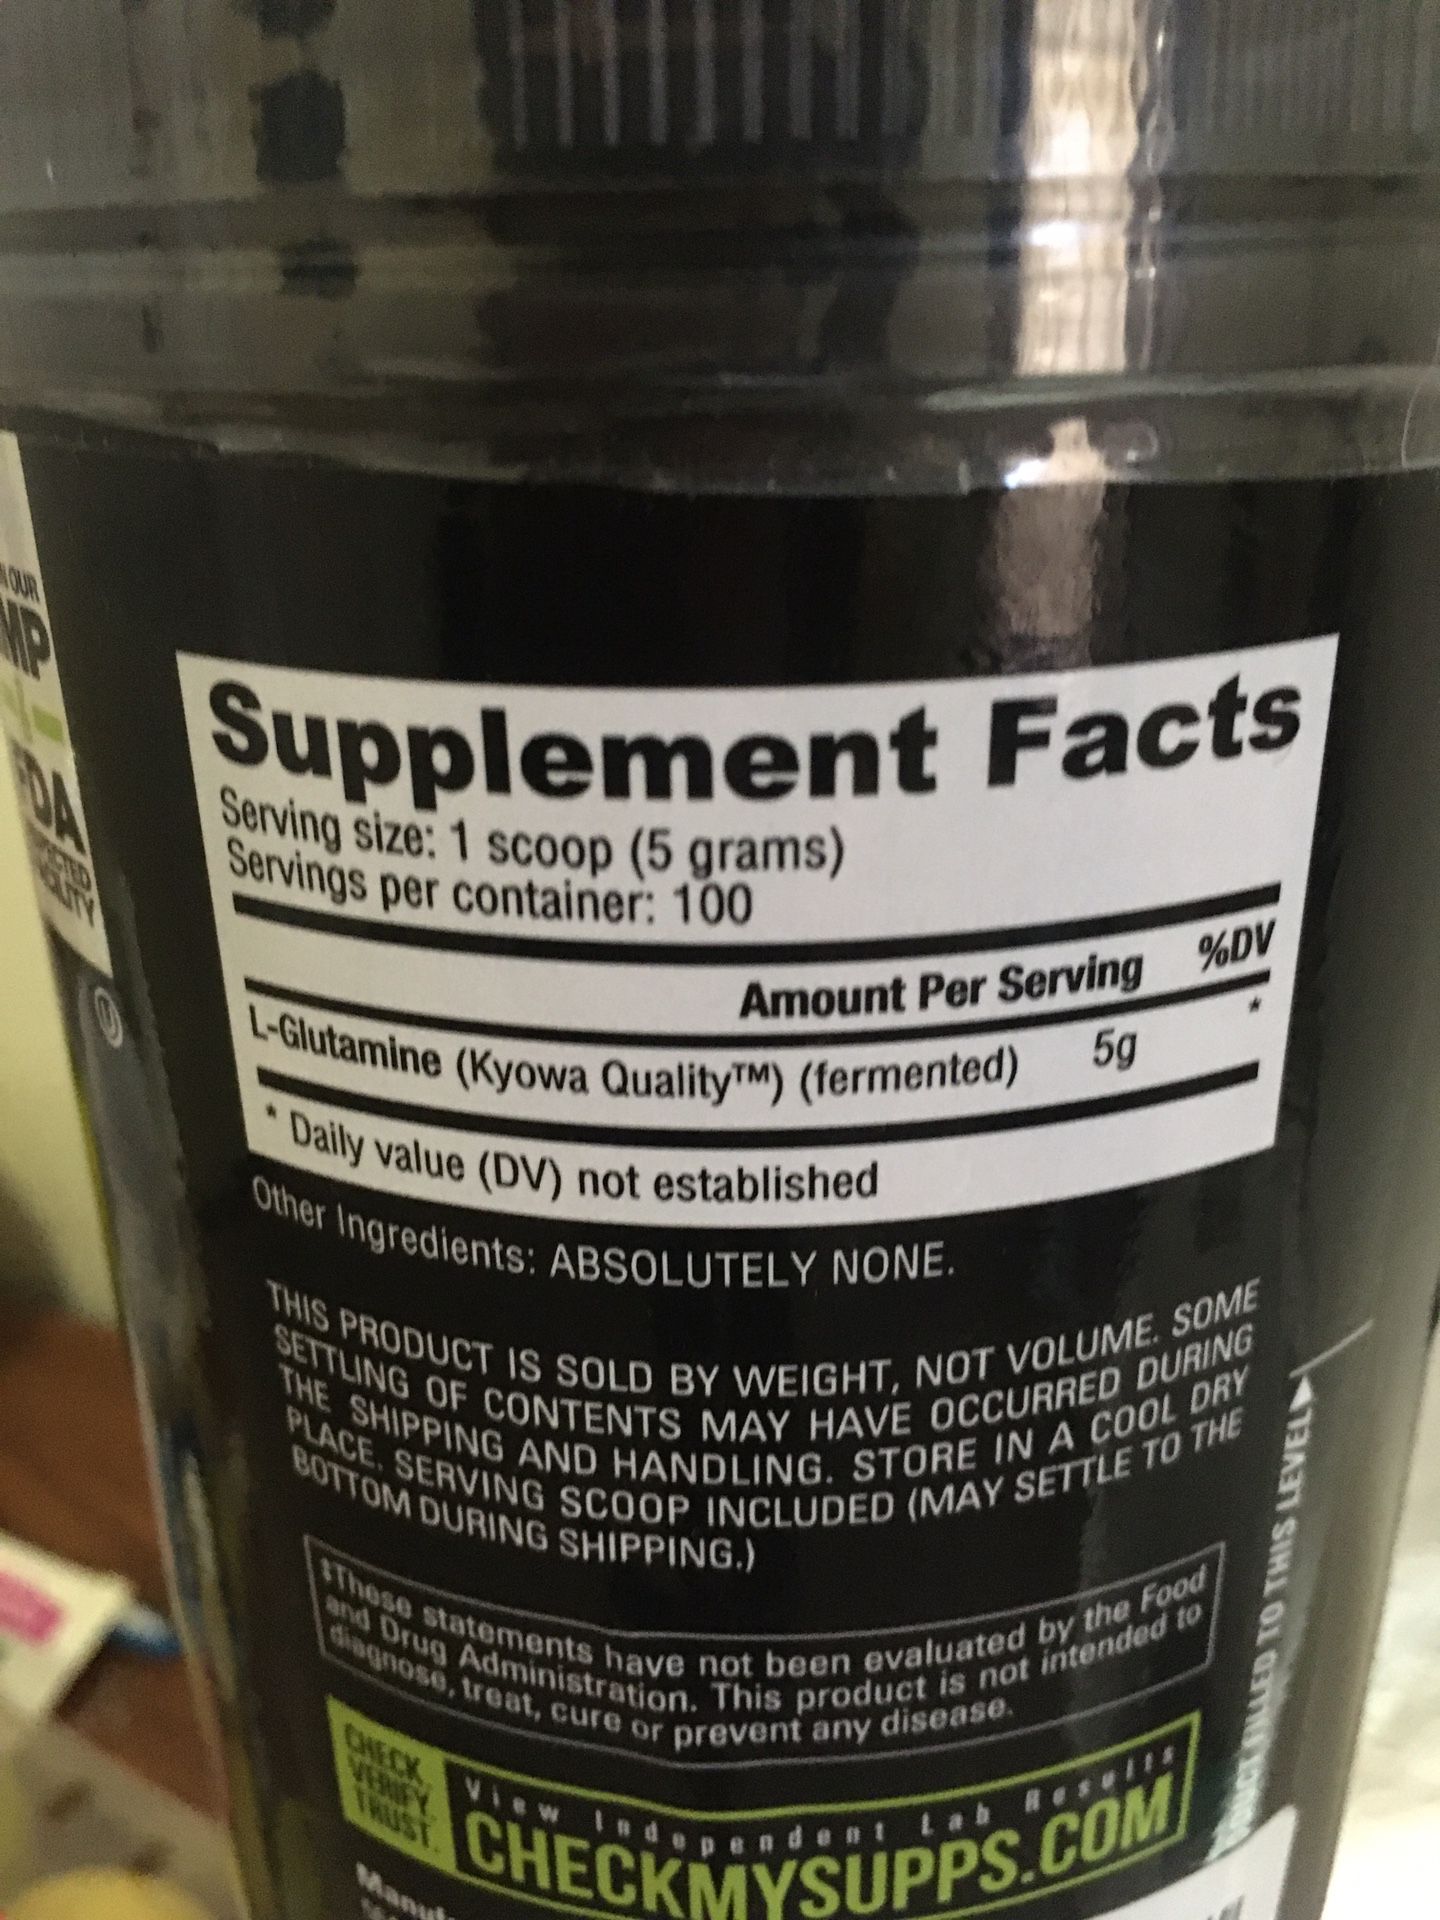 N OUR
MP
FDA
INSPECTED
FACILITY
Supplement Facts
Serving size: 1 scoop (5 grams)
Servings per container: 100
Amount Per Serving %DV
L-Glutamine (Kyowa Quality™) (fermented) 5g *
* Daily value (DV) not established
Other Ingredients: ABSOLUTELY NONE.
THIS PRODUCT IS SOLD BY WEIGHT, NOT VOLUME. SOME
SETTLING OF CONTENTS MAY HAVE OCCURRED DURING
THE SHIPPING AND HANDLING. STORE IN A COOL DRY
PLACE. SERVING SCOOP INCLUDED (MAY SETTLE TO THE
BOTTOM DURING SHIPPING.)
‡These statements have not been evaluated by the Food
and Drug Administration. This product is not intended to
diagnose, treat, cure or prevent any disease.
CHECK
VERIFY
TRUST.
View Independent Lab Results
CHECKMYSUPPS.COM
PRODUCT FILLED TO THIS LEVEL